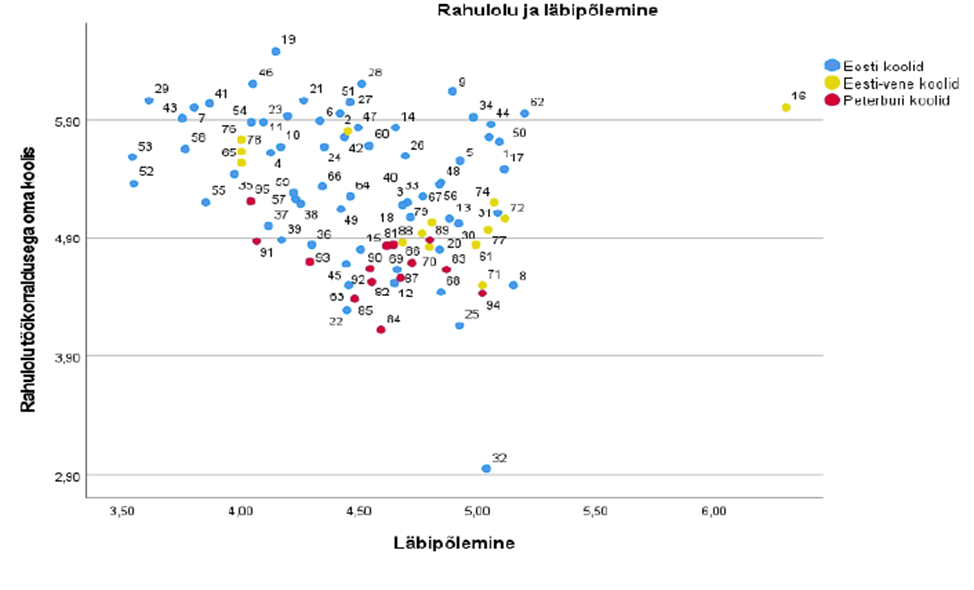 Rahulolu ja läbipõlemine
Eesti koolid
Eesti-vene koolid
Peterburi koolid
Rahulolu töökorraldusega oma koolis
5,90
4,90
3,90
2,90
19
46 28 9
29 41 21 51 27 62 16
43 7 54 23 6 47 14 34 44
76 11 2 60 50
58 78 10 42 26
53 65 4 24 5 1 17
52 66 40 48
55 35 95 59 64 3 33 74
57 67 56 72
37 38 49 18 79 13 31
39 36 15 81 88 89 30 77
91 93 90 69 86 70 20 83 61
45 92 87 68 71 8
63 82 12 94
22 85 84 25
32
3,50 4,00 4,50 5,00 5,50 6,00
Läbipõlemine